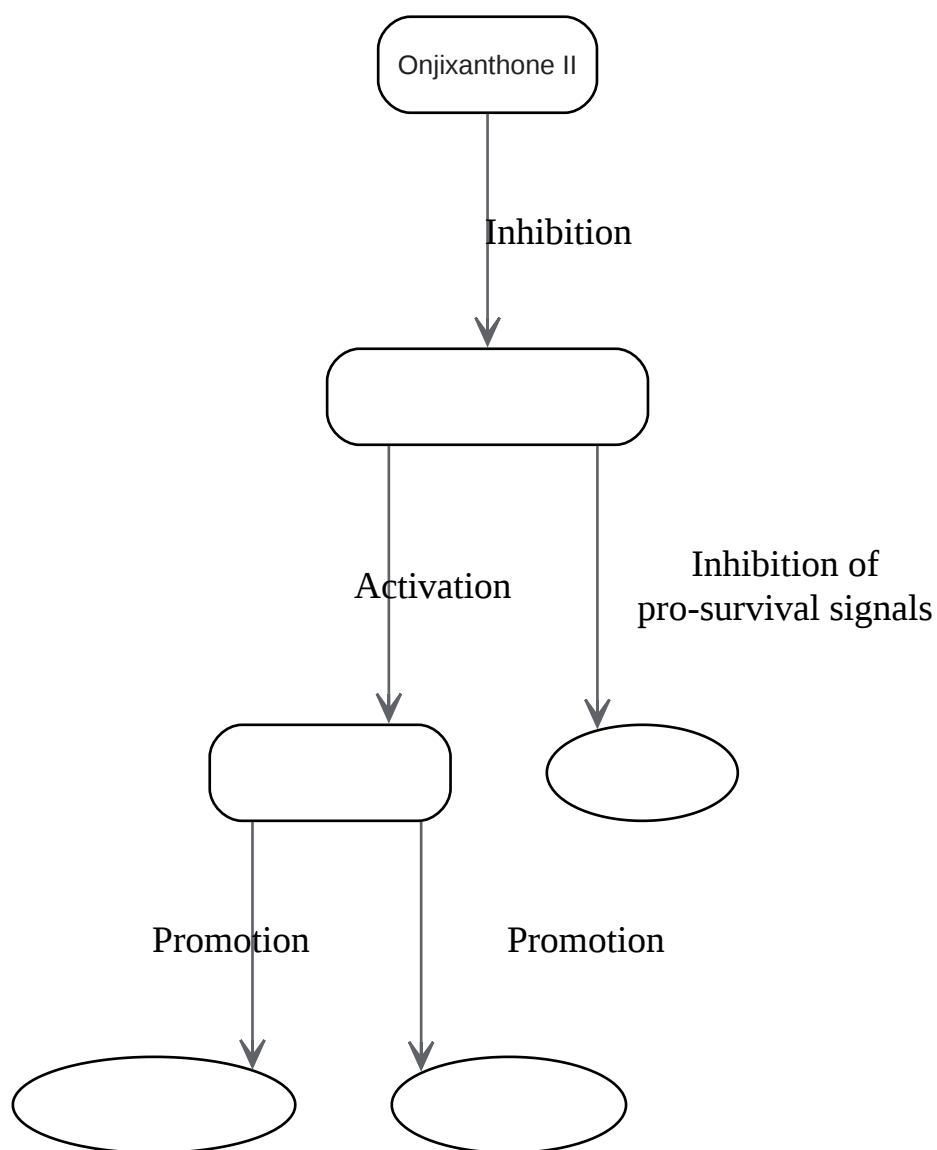 Onjixanthone II
Inhibition
Activation
Inhibition of
pro-survival signals
Promotion
Promotion